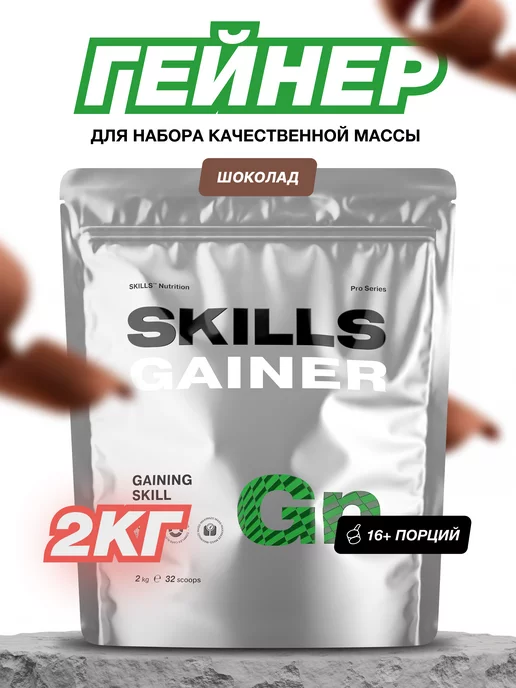 ГЕЙНЕР
ДЛЯ НАБОРА КАЧЕСТВЕННОЙ МАССЫ
ШОКОЛАД
SKILLS™ Nutrition
Pro Series
SKILLS
GAINER
GAINING
SKILL
Gn
2КГ
16+ ПОРЦИЙ
2 kg ℮ 32 scoops